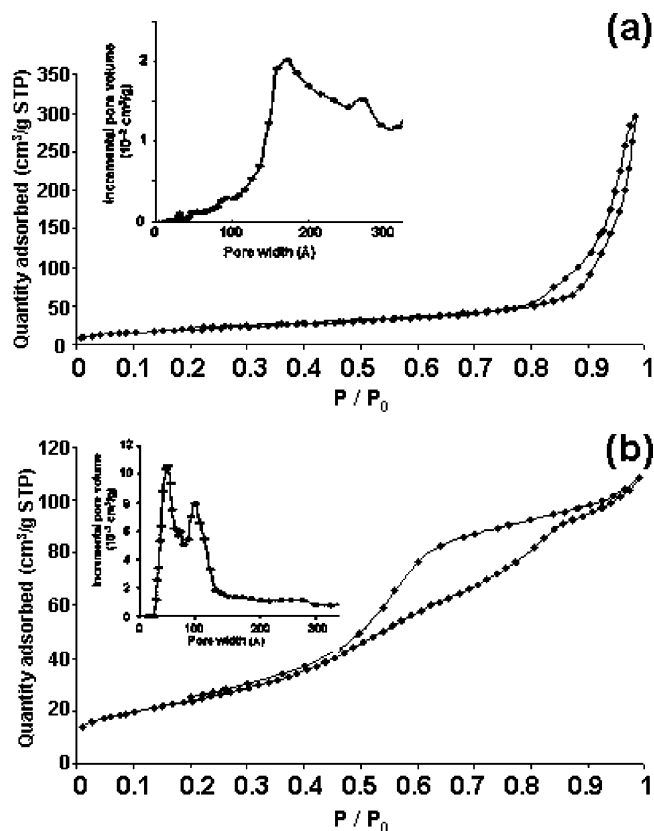 (a)
Quantity adsorbed (cm³/g STP)
350
300
250
200
150
100
50
0
0 0.1 0.2 0.3 0.4 0.5 0.6 0.7 0.8 0.9 1
P / P₀
Incremental pore volume
(10⁻² cm³/g)
2
1
0
0 100 200 300
Pore width (Å)
(b)
Quantity adsorbed (cm³/g STP)
120
100
80
60
40
20
0
0 0.1 0.2 0.3 0.4 0.5 0.6 0.7 0.8 0.9 1
P / P₀
Incremental pore volume
(10⁻³ cm³/g)
12
10
8
6
4
2
0
0 100 200 300
Pore width (Å)